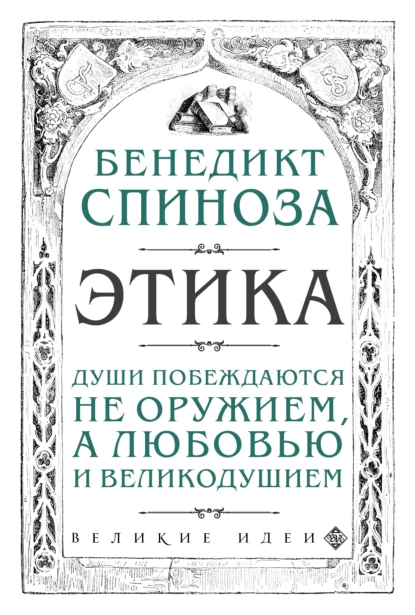 БЕНЕДИКТ
СПИНОЗА
ЭТИКА
ДУШИ ПОБЕЖДАЮТСЯ
НЕ ОРУЖИЕМ,
А ЛЮБОВЬЮ
И ВЕЛИКОДУШИЕМ
ВЕЛИКИЕ ИДЕИ